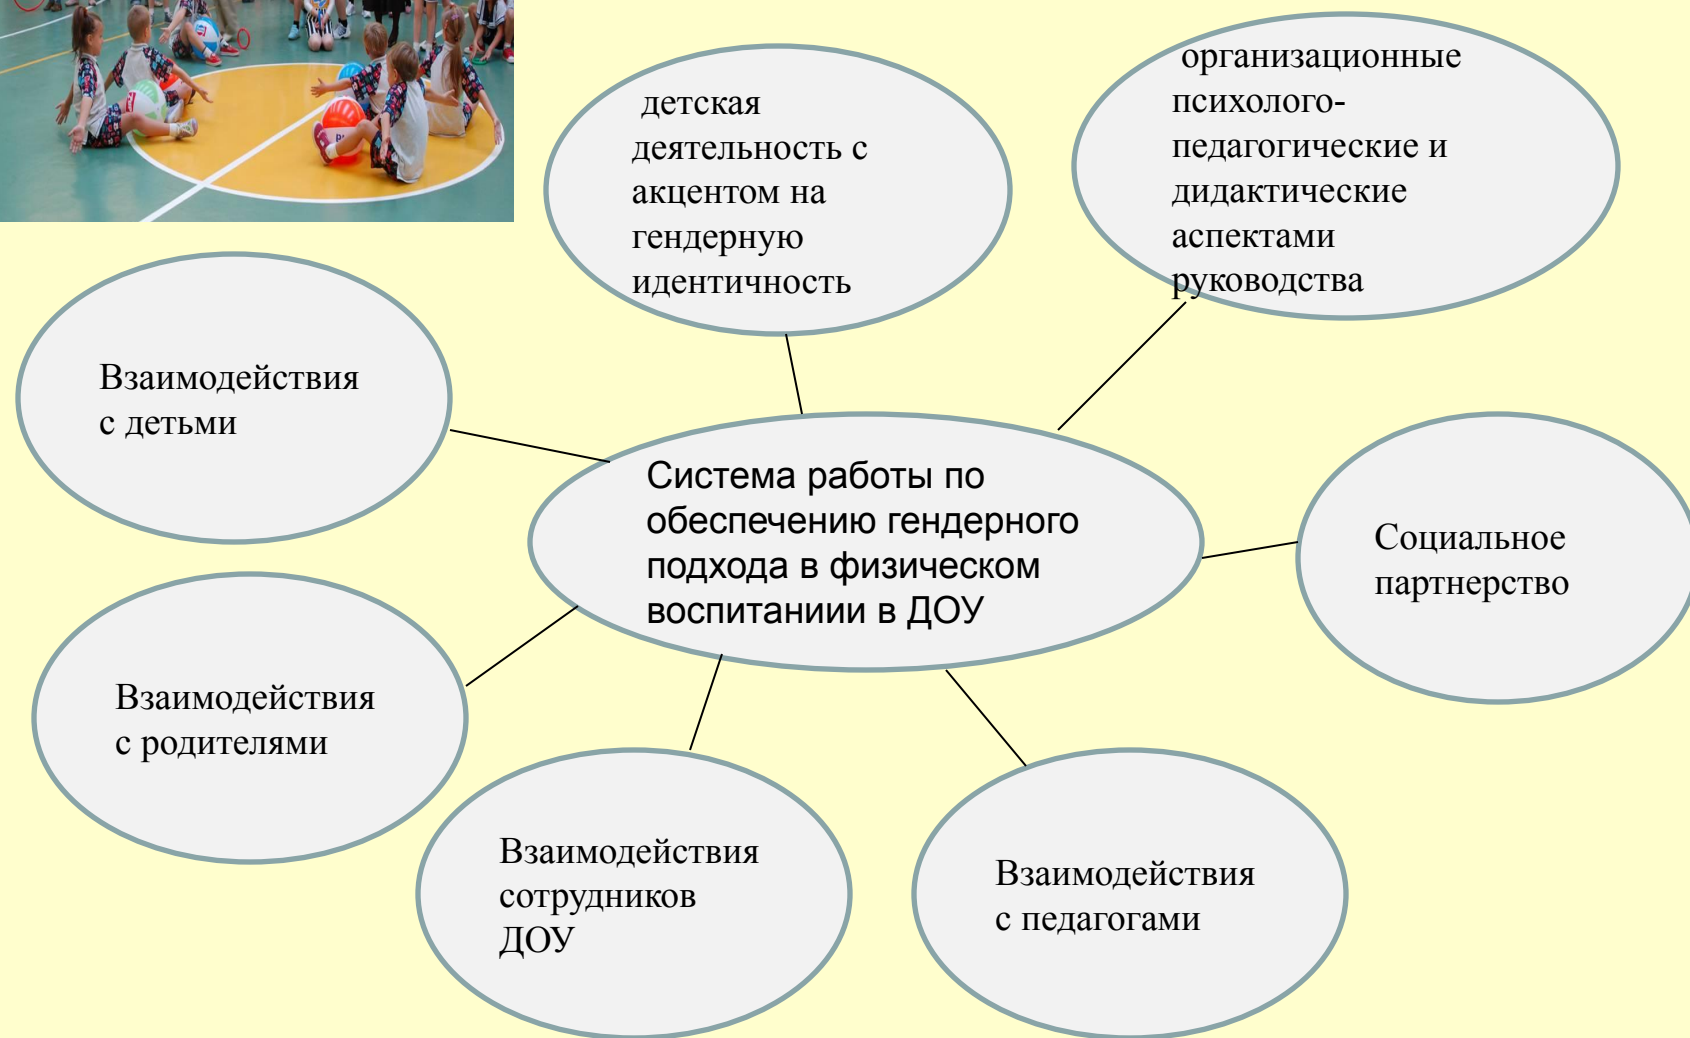 организационные
психолого-
педагогические и
дидактические
аспектами
руководства
детская
деятельность с
акцентом на
гендерную
идентичность
Взаимодействия
с детьми
Система работы по
обеспечению гендерного
подхода в физическом
воспитаниии в ДОУ
Социальное
партнерство
Взаимодействия
с родителями
Взаимодействия
сотрудников
ДОУ
Взаимодействия
с педагогами